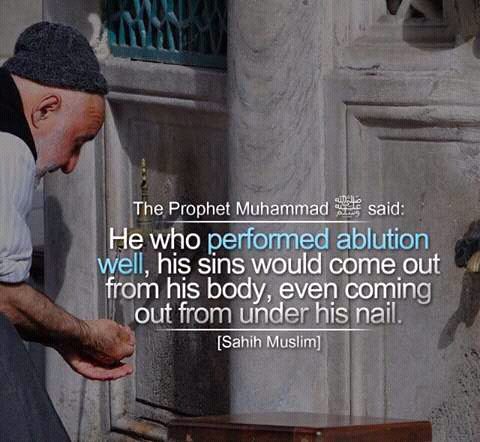 The Prophet Muhammad ﷺ said:
He who performed ablution
well, his sins would come out
from his body, even coming
out from under his nail.
[Sahih Muslim]